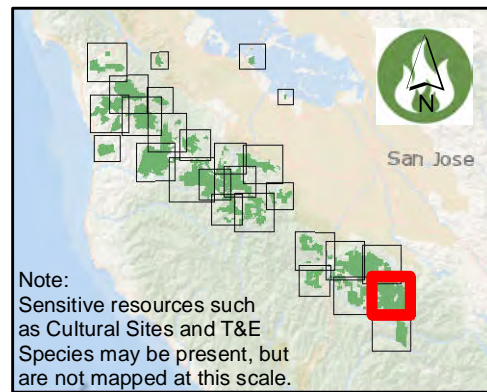 N
San Jose
Note:
Sensitive resources such
as Cultural Sites and T&E
Species may be present, but
are not mapped at this scale.